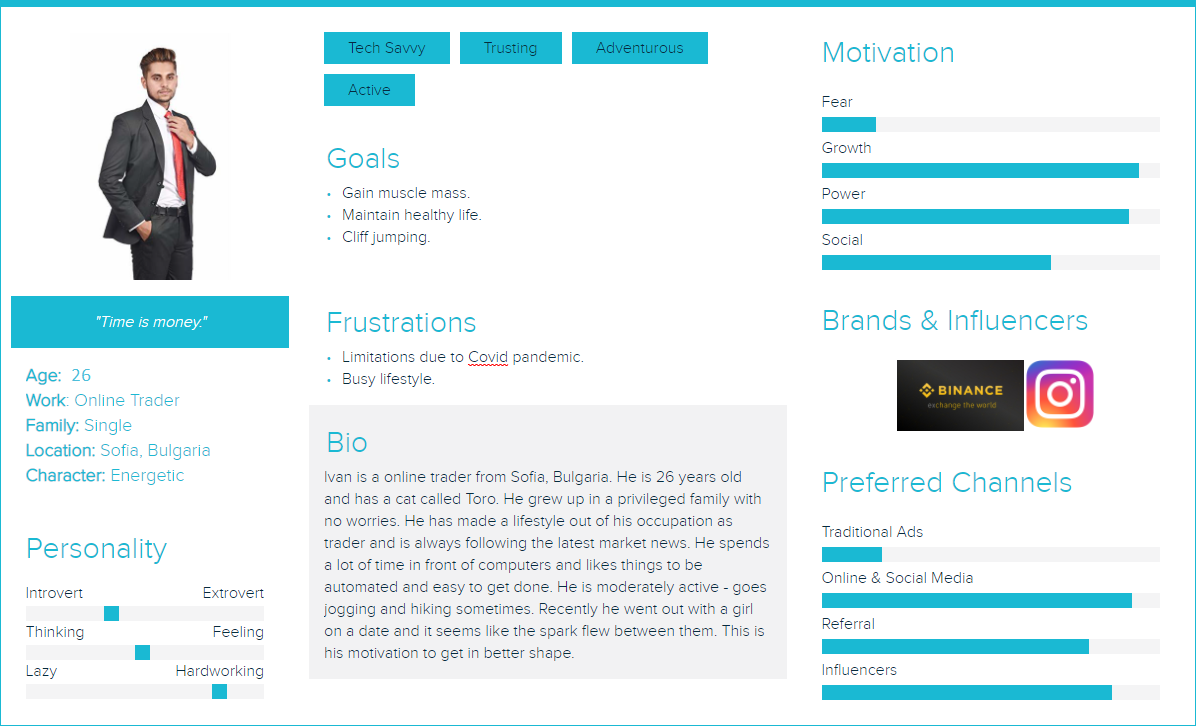 "Time is money."
Age: 26
Work: Online Trader
Family: Single
Location: Sofia, Bulgaria
Character: Energetic
Personality
Introvert Extrovert
Thinking Feeling
Lazy Hardworking
Tech Savvy Trusting Adventurous
Active
Goals
• Gain muscle mass.
• Maintain healthy life.
• Cliff jumping.
Frustrations
• Limitations due to Covid pandemic.
• Busy lifestyle.
Bio
Ivan is a online trader from Sofia, Bulgaria. He is 26 years old
and has a cat called Toro. He grew up in a privileged family with
no worries. He has made a lifestyle out of his occupation as
trader and is always following the latest market news. He spends
a lot of time in front of computers and likes things to be
automated and easy to get done. He is moderately active - goes
jogging and hiking sometimes. Recently he went out with a girl
on a date and it seems like the spark flew between them. This is
his motivation to get in better shape.
Motivation
Fear
Growth
Power
Social
Brands & Influencers
BINANCE
exchange the world
Preferred Channels
Traditional Ads
Online & Social Media
Referral
Influencers